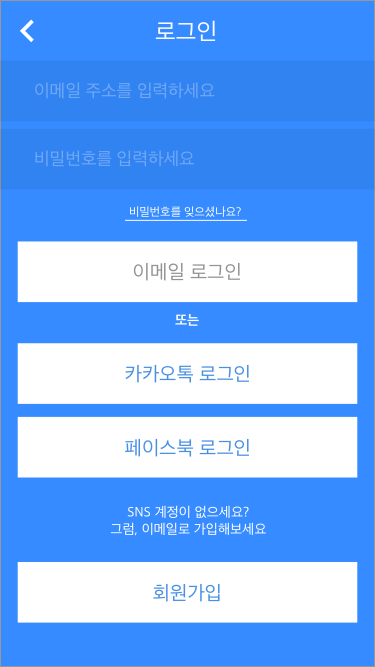 로그인
이메일 주소를 입력하세요
비밀번호를 입력하세요
비밀번호를 잊으셨나요?
이메일 로그인
또는
카카오톡 로그인
페이스북 로그인
SNS 계정이 없으세요?
그럼, 이메일로 가입해보세요
회원가입